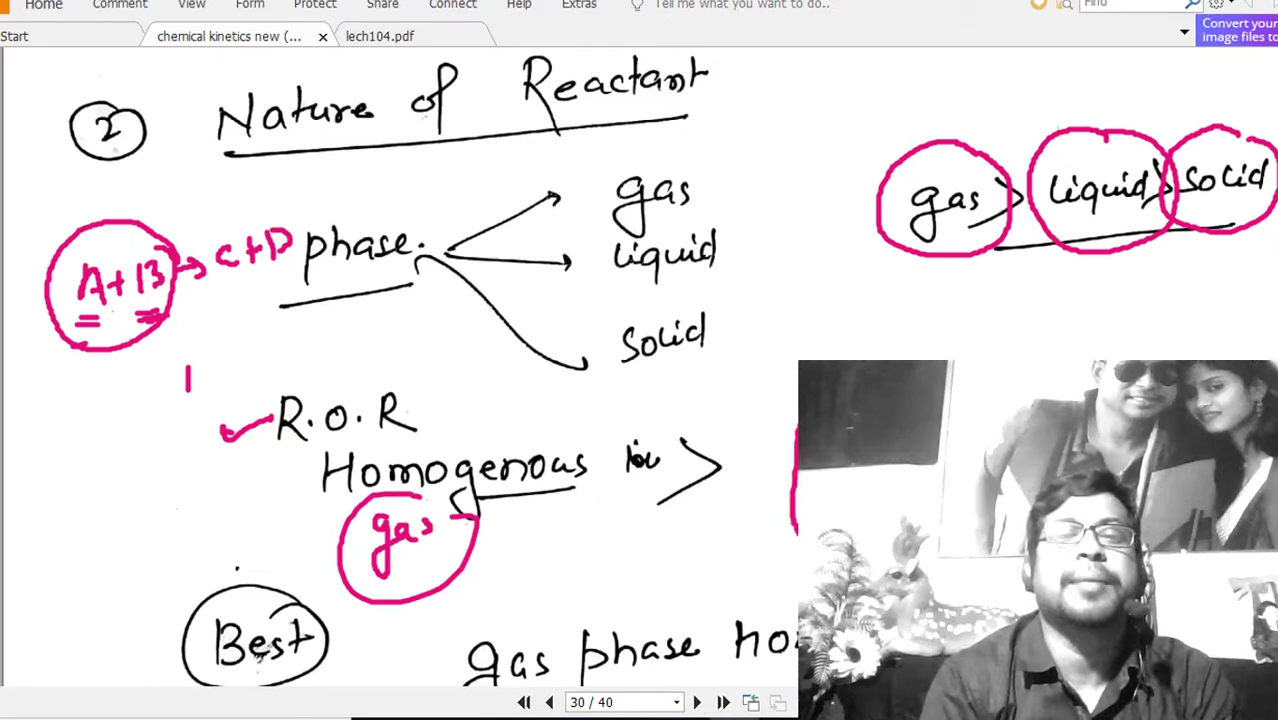 Home Comment View Form Protect Share Connect Help Extras Tell me what you want to do.. Find
Start chemical kinetics new (... x lech104.pdf
Convert your
image files to
2 Nature of Reactant
gas > liquid > solid
A+B → C+D phase. gas
liquid
solid
R.O.R
Homogenous >
gas
Best gas phase ho
30 / 40